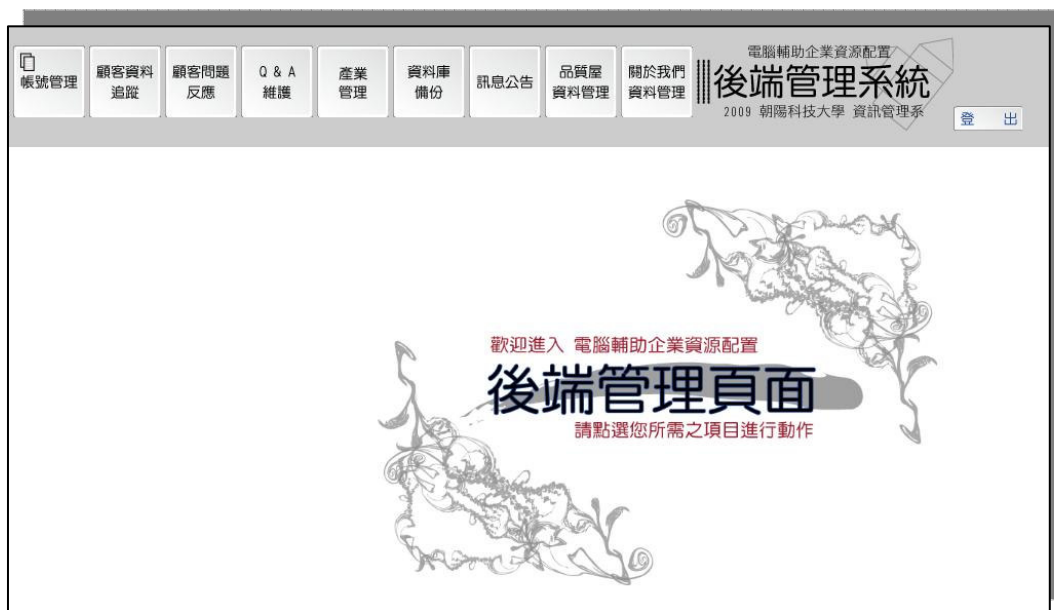 帳號管理
顧客資料
追蹤
顧客問題
反應
Q & A
維護
產業
管理
資料庫
備份
訊息公告
品質屋
資料管理
關於我們
資料管理
電腦輔助企業資源配置
後端管理系統
2009 朝陽科技大學 資訊管理系
登 出
歡迎進入 電腦輔助企業資源配置
後端管理頁面
請點選您所需之項目進行動作